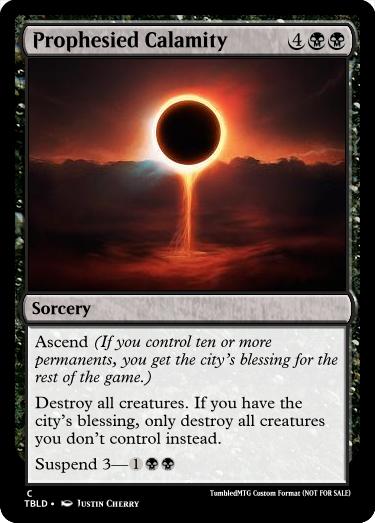 Prophesied Calamity 4
Sorcery
Ascend (If you control ten or more
permanents, you get the city's blessing for the
rest of the game.)
Destroy all creatures. If you have the
city's blessing, only destroy all creatures
you don't control instead.
Suspend 3—1
C
TBLD • Justin Cherry
TumbledMTG Custom Format (NOT FOR SALE)